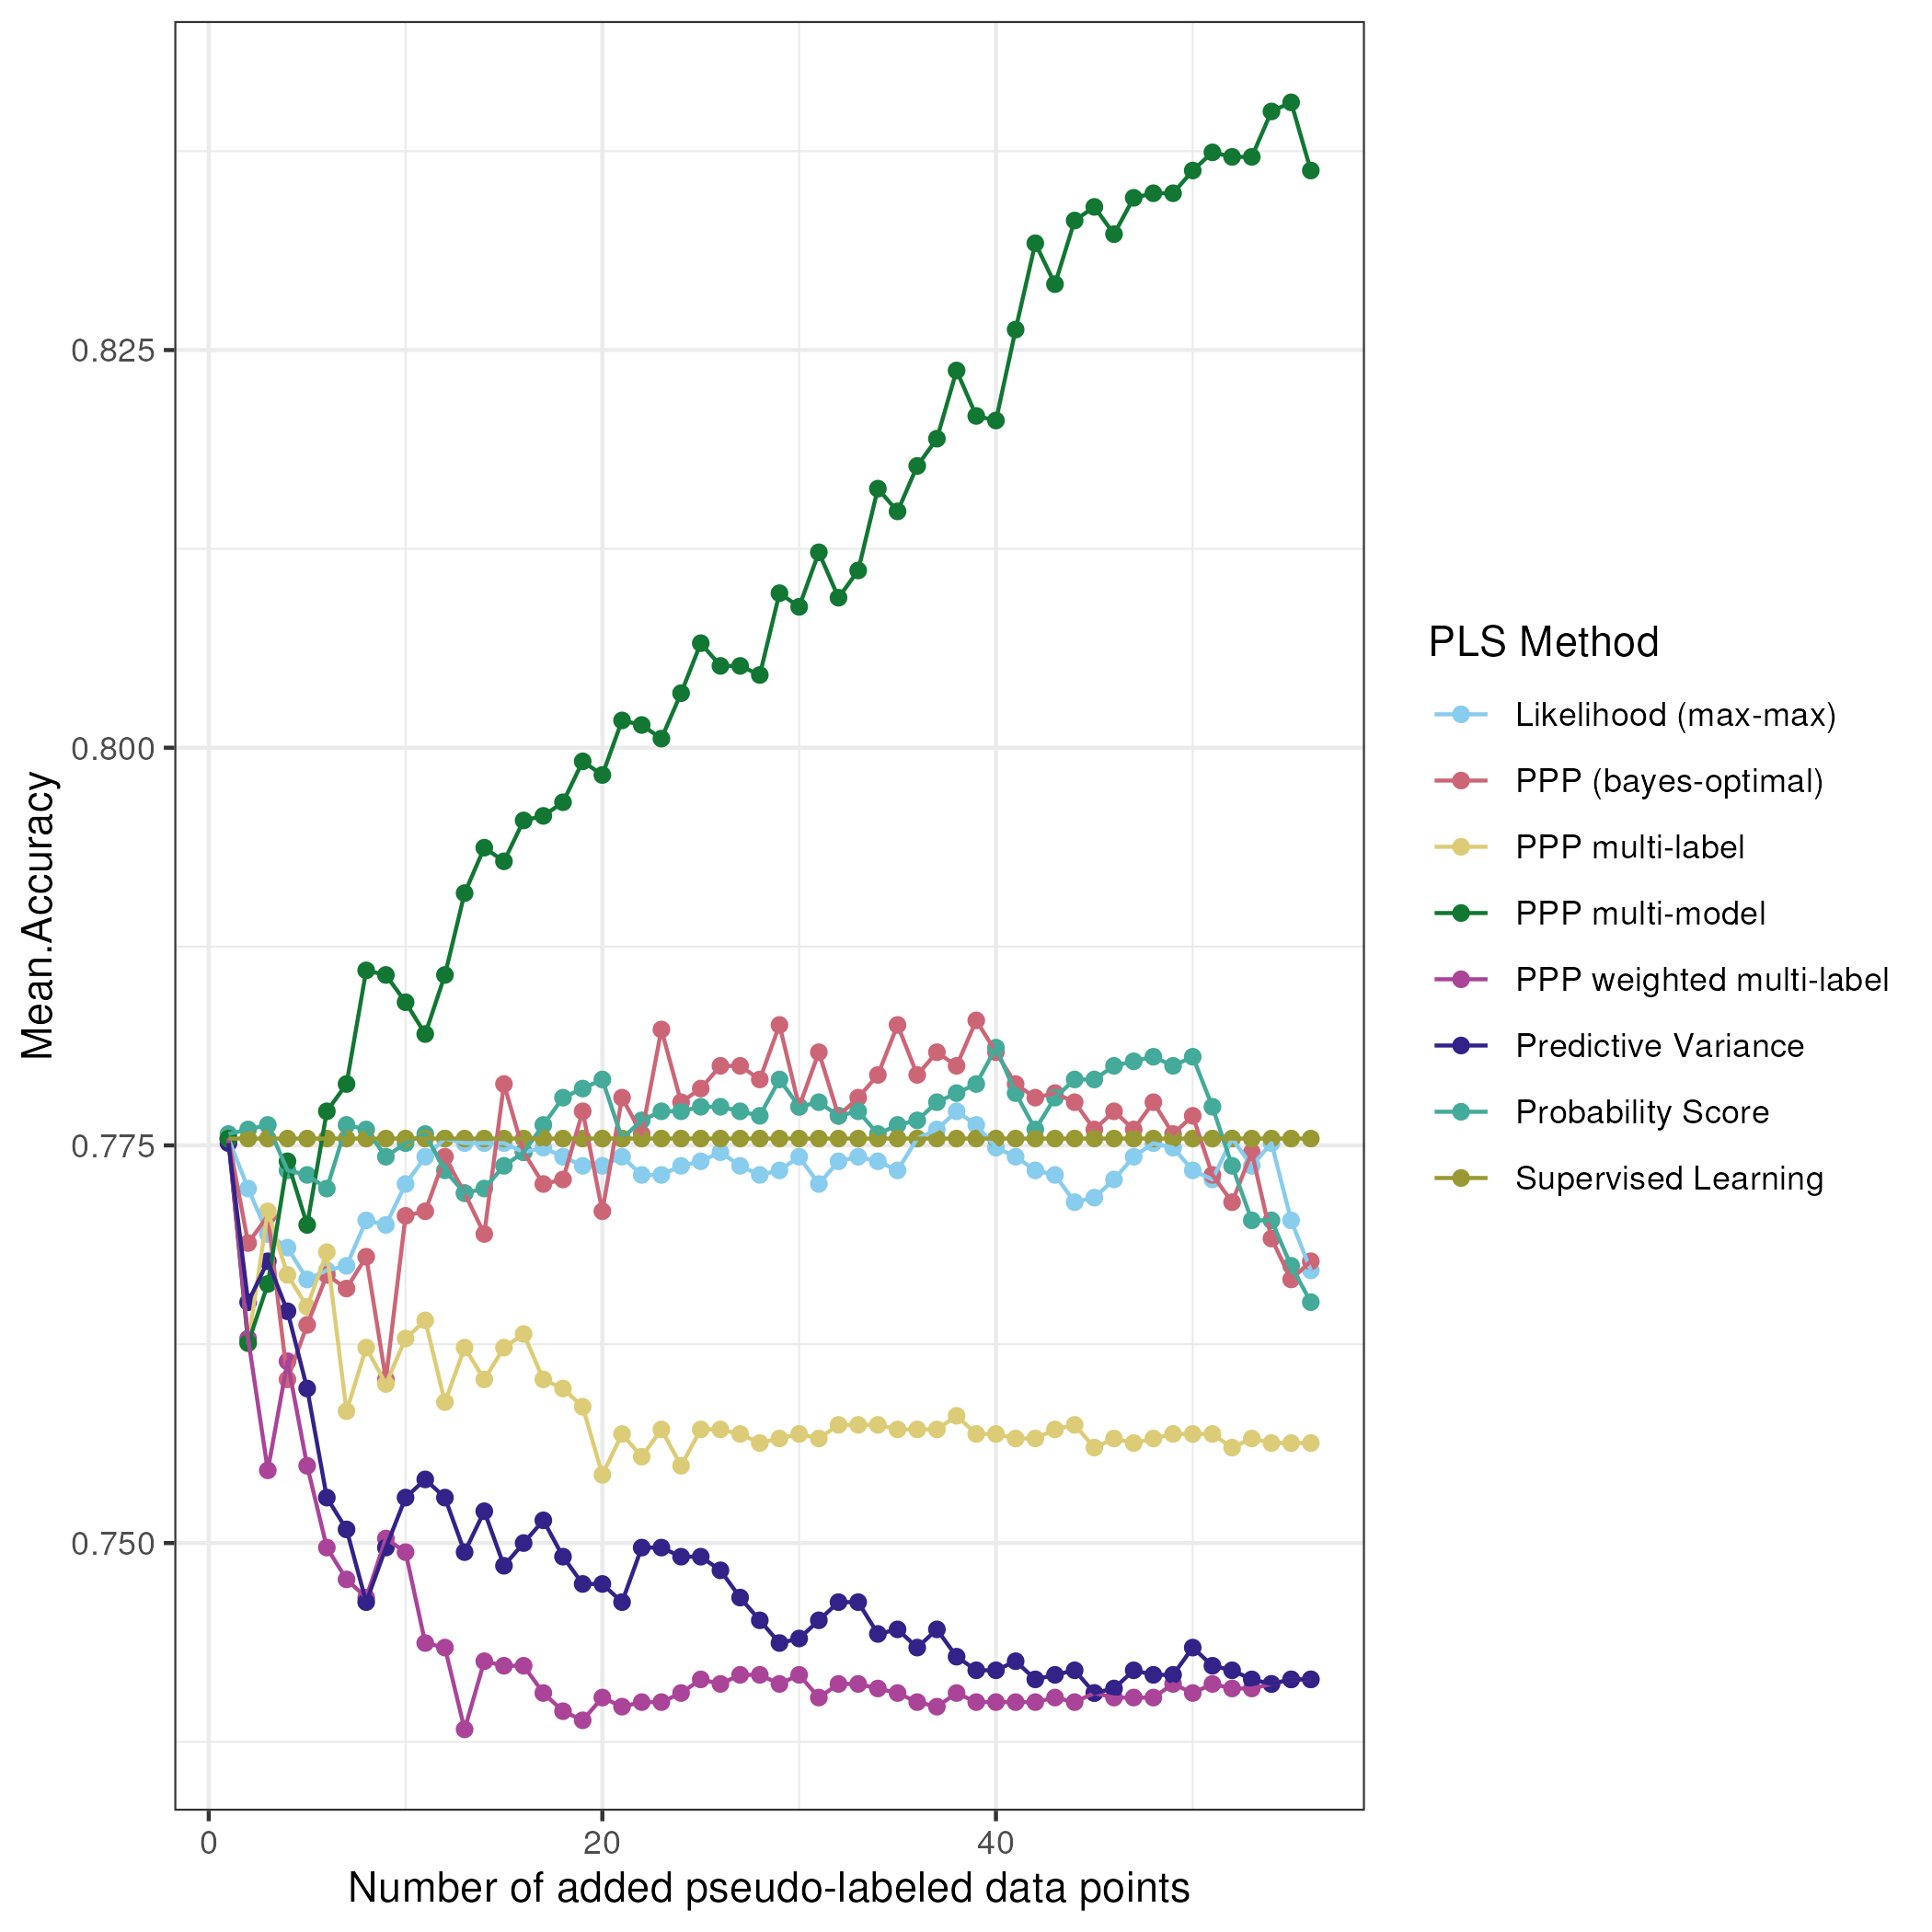 Mean.Accuracy
0.825
0.800
0.775
0.750
0
20
40
Number of added pseudo-labeled data points
PLS Method
Likelihood (max-max)
PPP (bayes-optimal)
PPP multi-label
PPP multi-model
PPP weighted multi-label
Predictive Variance
Probability Score
Supervised Learning